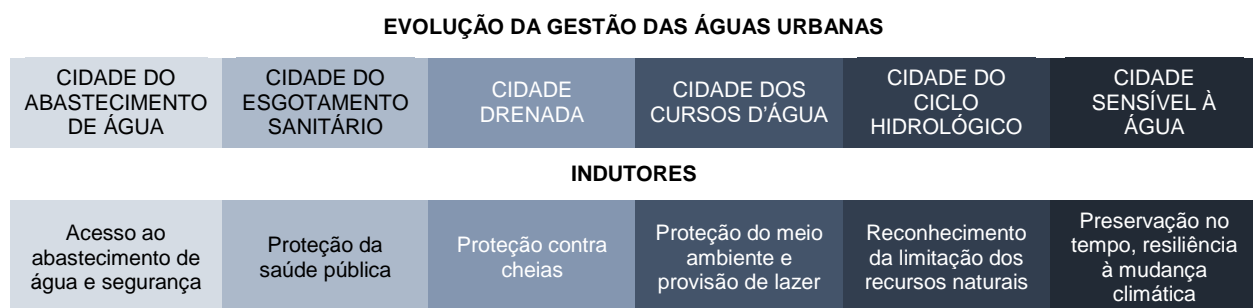 EVOLUÇÃO DA GESTÃO DAS ÁGUAS URBANAS
CIDADE DO
ABASTECIMENTO
DE ÁGUA
CIDADE DO
ESGOTAMENTO
SANITÁRIO
CIDADE
DRENADA
CIDADE DOS
CURSOS D'ÁGUA
CIDADE DO
CICLO
HIDROLÓGICO
CIDADE
SENSÍVEL À
ÁGUA
INDUTORES
Acesso ao
abastecimento de
água e segurança
Proteção da
saúde pública
Proteção contra
cheias
Proteção do meio
ambiente e
provisão de lazer
Reconhecimento
da limitação dos
recursos naturais
Preservação no
tempo, resiliência
à mudança
climática